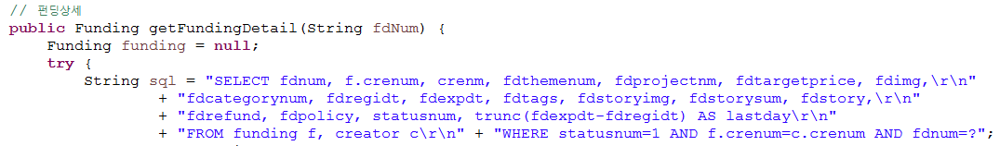 // 펀딩상세
public Funding getFundingDetail(String fdNum) {
Funding funding = null;
try {
String sql = "SELECT fdnum, f.crenum, crenm, fdthemenum, fdprojectnm, fdtargetprice, fdimg,\r\n"
+ "fdcategorynum, fdregidt, fdexpdt, fdtags, fdstoryimg, fdstorysum, fdstory,\r\n"
+ "fdrefund, fdpolicy, statusnum, trunc(fdexpdt-fdregidt) AS lastday\r\n"
+ "FROM funding f, creator c\r\n" + "WHERE statusnum=1 AND f.crenum=c.crenum AND fdnum=?";